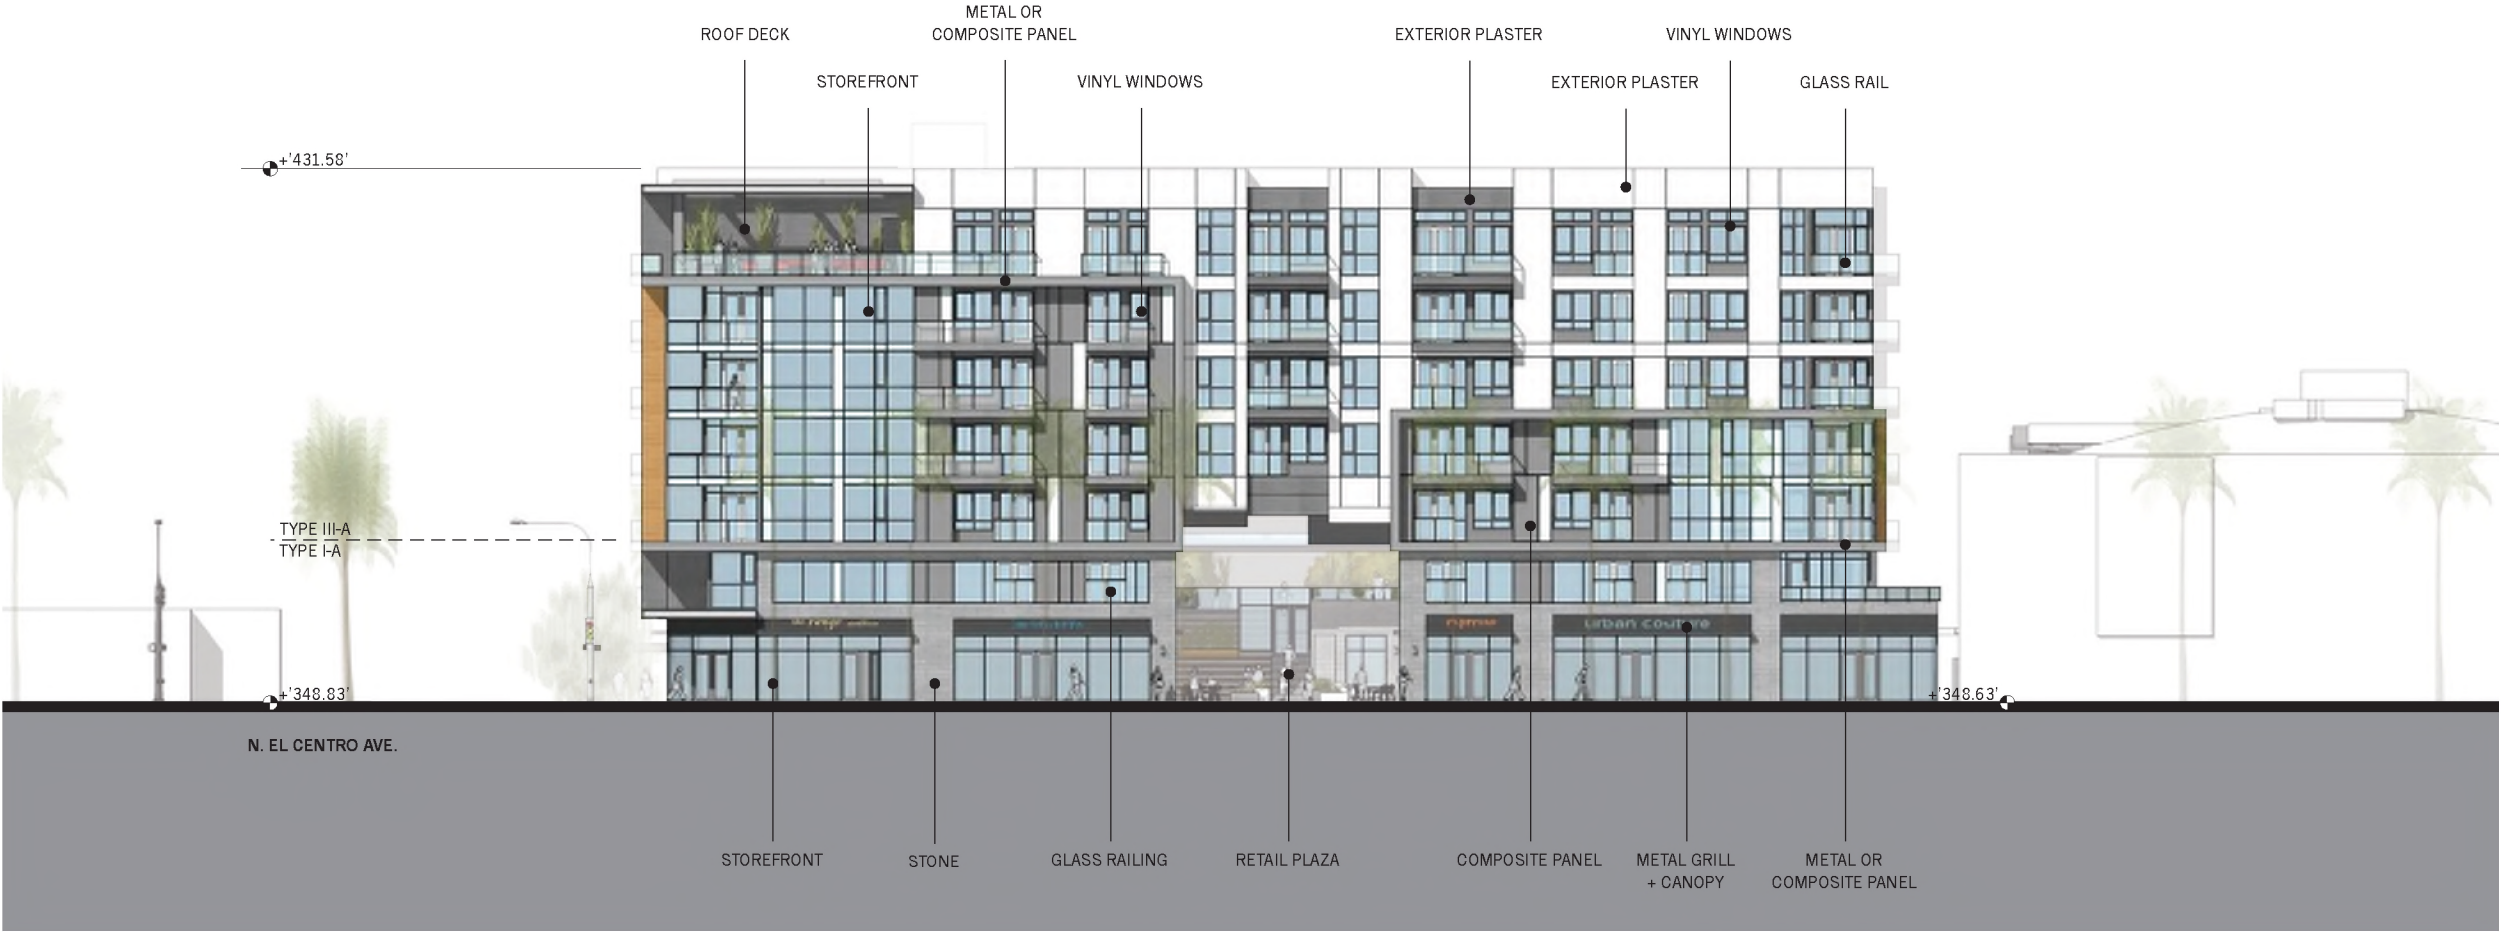 METAL OR
ROOF DECK
COMPOSITE PANEL
EXTERIOR PLASTER
VINYL WINDOWS
STOREFRONT
VINYL WINDOWS
EXTERIOR PLASTER
GLASS RAIL
+'431.58'
TYPE III-A
TYPE I-A
espresso
urban couture
+'348.83'
+'348.63'
N. EL CENTRO AVE.
STOREFRONT
STONE
GLASS RAILING
RETAIL PLAZA
COMPOSITE PANEL
METAL GRILL
+ CANOPY
METAL OR
COMPOSITE PANEL